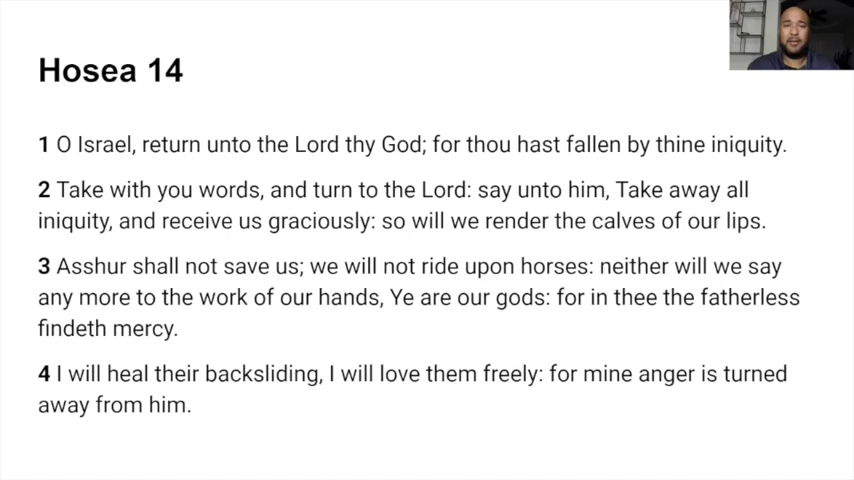 Hosea 14
1 O Israel, return unto the Lord thy God; for thou hast fallen by thine iniquity.
2 Take with you words, and turn to the Lord: say unto him, Take away all
iniquity, and receive us graciously: so will we render the calves of our lips.
3 Asshur shall not save us; we will not ride upon horses: neither will we say
any more to the work of our hands, Ye are our gods: for in thee the fatherless
findeth mercy.
4 I will heal their backsliding, I will love them freely: for mine anger is turned
away from him.